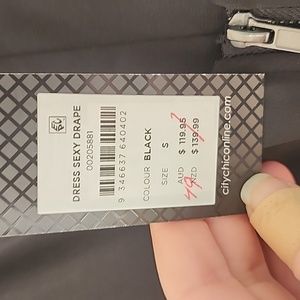 DRESS SEXY DRAPE
00205881
9 346637 640402
COLOUR BLACK
SIZE S
AUD $ 119.95
NZD $ 139.99
citychiconline.com